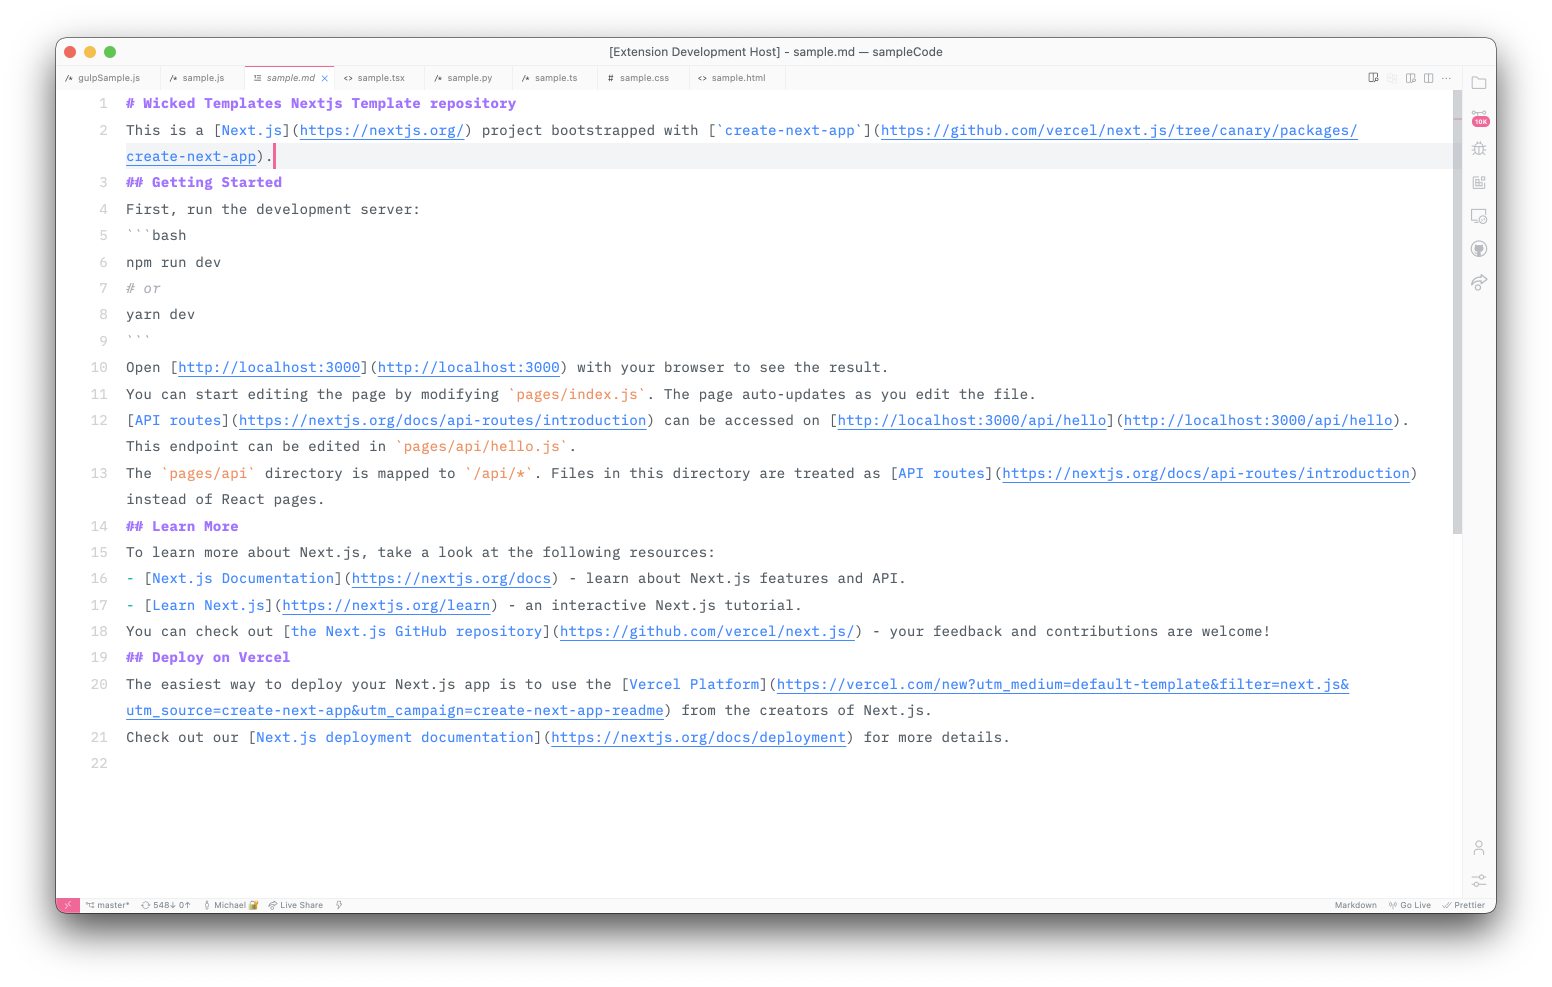 [Extension Development Host] - sample.md — sampleCode
gulpSample.js sample.js sample.md sample.tsx sample.py sample.ts # sample.css sample.html
1 # Wicked Templates Nextjs Template repository
2 This is a [Next.js](https://nextjs.org/) project bootstrapped with [`create-next-app`](https://github.com/vercel/next.js/tree/canary/packages/
create-next-app).
3 ## Getting Started
4 First, run the development server:
5 ```bash
6 npm run dev
7 # or
8 yarn dev
9 ```
10 Open [http://localhost:3000](http://localhost:3000) with your browser to see the result.
11 You can start editing the page by modifying `pages/index.js`. The page auto-updates as you edit the file.
12 [API routes](https://nextjs.org/docs/api-routes/introduction) can be accessed on [http://localhost:3000/api/hello](http://localhost:3000/api/hello).
This endpoint can be edited in `pages/api/hello.js`.
13 The `pages/api` directory is mapped to `/api/*`. Files in this directory are treated as [API routes](https://nextjs.org/docs/api-routes/introduction)
instead of React pages.
14 ## Learn More
15 To learn more about Next.js, take a look at the following resources:
16 - [Next.js Documentation](https://nextjs.org/docs) - learn about Next.js features and API.
17 - [Learn Next.js](https://nextjs.org/learn) - an interactive Next.js tutorial.
18 You can check out [the Next.js GitHub repository](https://github.com/vercel/next.js/) - your feedback and contributions are welcome!
19 ## Deploy on Vercel
20 The easiest way to deploy your Next.js app is to use the [Vercel Platform](https://vercel.com/new?utm_medium=default-template&filter=next.js&
utm_source=create-next-app&utm_campaign=create-next-app-readme) from the creators of Next.js.
21 Check out our [Next.js deployment documentation](https://nextjs.org/docs/deployment) for more details.
22
10K
master* 548↓ 0↑ Michael 🔐 Live Share Markdown Go Live Prettier